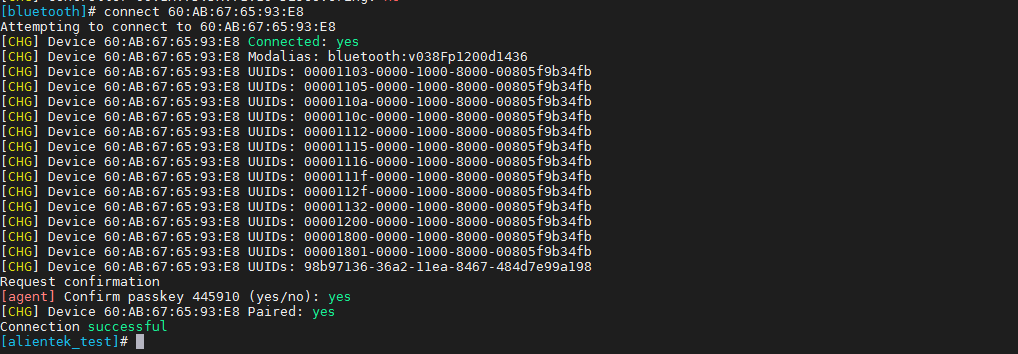 [bluetooth]# connect 60:AB:67:65:93:E8
Attempting to connect to 60:AB:67:65:93:E8
[CHG] Device 60:AB:67:65:93:E8 Connected: yes
[CHG] Device 60:AB:67:65:93:E8 Modalias: bluetooth:v038Fp1200d1436
[CHG] Device 60:AB:67:65:93:E8 UUIDs: 00001103-0000-1000-8000-00805f9b34fb
[CHG] Device 60:AB:67:65:93:E8 UUIDs: 00001105-0000-1000-8000-00805f9b34fb
[CHG] Device 60:AB:67:65:93:E8 UUIDs: 0000110a-0000-1000-8000-00805f9b34fb
[CHG] Device 60:AB:67:65:93:E8 UUIDs: 0000110c-0000-1000-8000-00805f9b34fb
[CHG] Device 60:AB:67:65:93:E8 UUIDs: 00001112-0000-1000-8000-00805f9b34fb
[CHG] Device 60:AB:67:65:93:E8 UUIDs: 00001115-0000-1000-8000-00805f9b34fb
[CHG] Device 60:AB:67:65:93:E8 UUIDs: 00001116-0000-1000-8000-00805f9b34fb
[CHG] Device 60:AB:67:65:93:E8 UUIDs: 0000111f-0000-1000-8000-00805f9b34fb
[CHG] Device 60:AB:67:65:93:E8 UUIDs: 0000112f-0000-1000-8000-00805f9b34fb
[CHG] Device 60:AB:67:65:93:E8 UUIDs: 00001132-0000-1000-8000-00805f9b34fb
[CHG] Device 60:AB:67:65:93:E8 UUIDs: 00001200-0000-1000-8000-00805f9b34fb
[CHG] Device 60:AB:67:65:93:E8 UUIDs: 00001800-0000-1000-8000-00805f9b34fb
[CHG] Device 60:AB:67:65:93:E8 UUIDs: 00001801-0000-1000-8000-00805f9b34fb
[CHG] Device 60:AB:67:65:93:E8 UUIDs: 98b97136-36a2-11ea-8467-484d7e99a198
Request confirmation
[agent] Confirm passkey 445910 (yes/no): yes
[CHG] Device 60:AB:67:65:93:E8 Paired: yes
Connection successful
[alientek_test]#